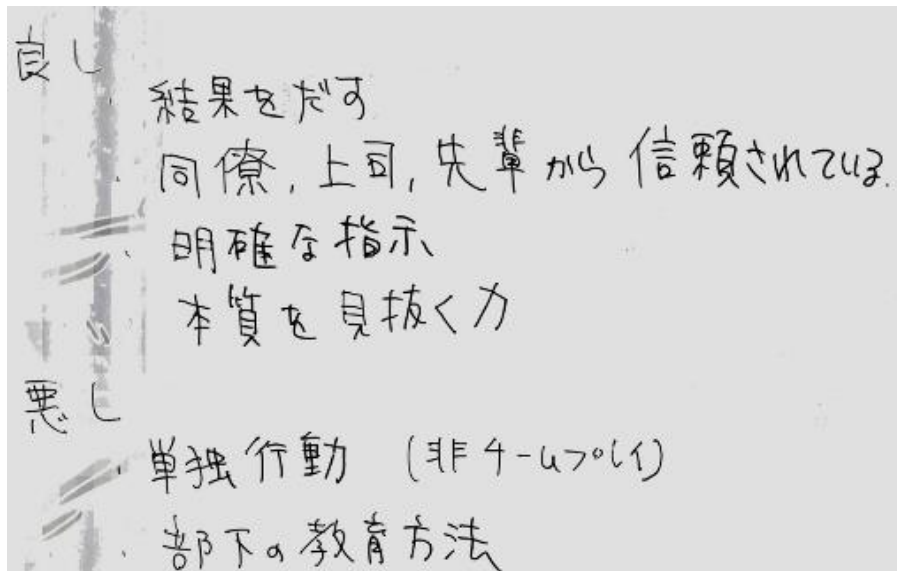 良し
・結果をだす
・同僚,上司,先輩から信頼されている.
・明確な指示
・本質を見抜く力
悪し
・単独行動 (非チームプレイ)
・部下の教育方法